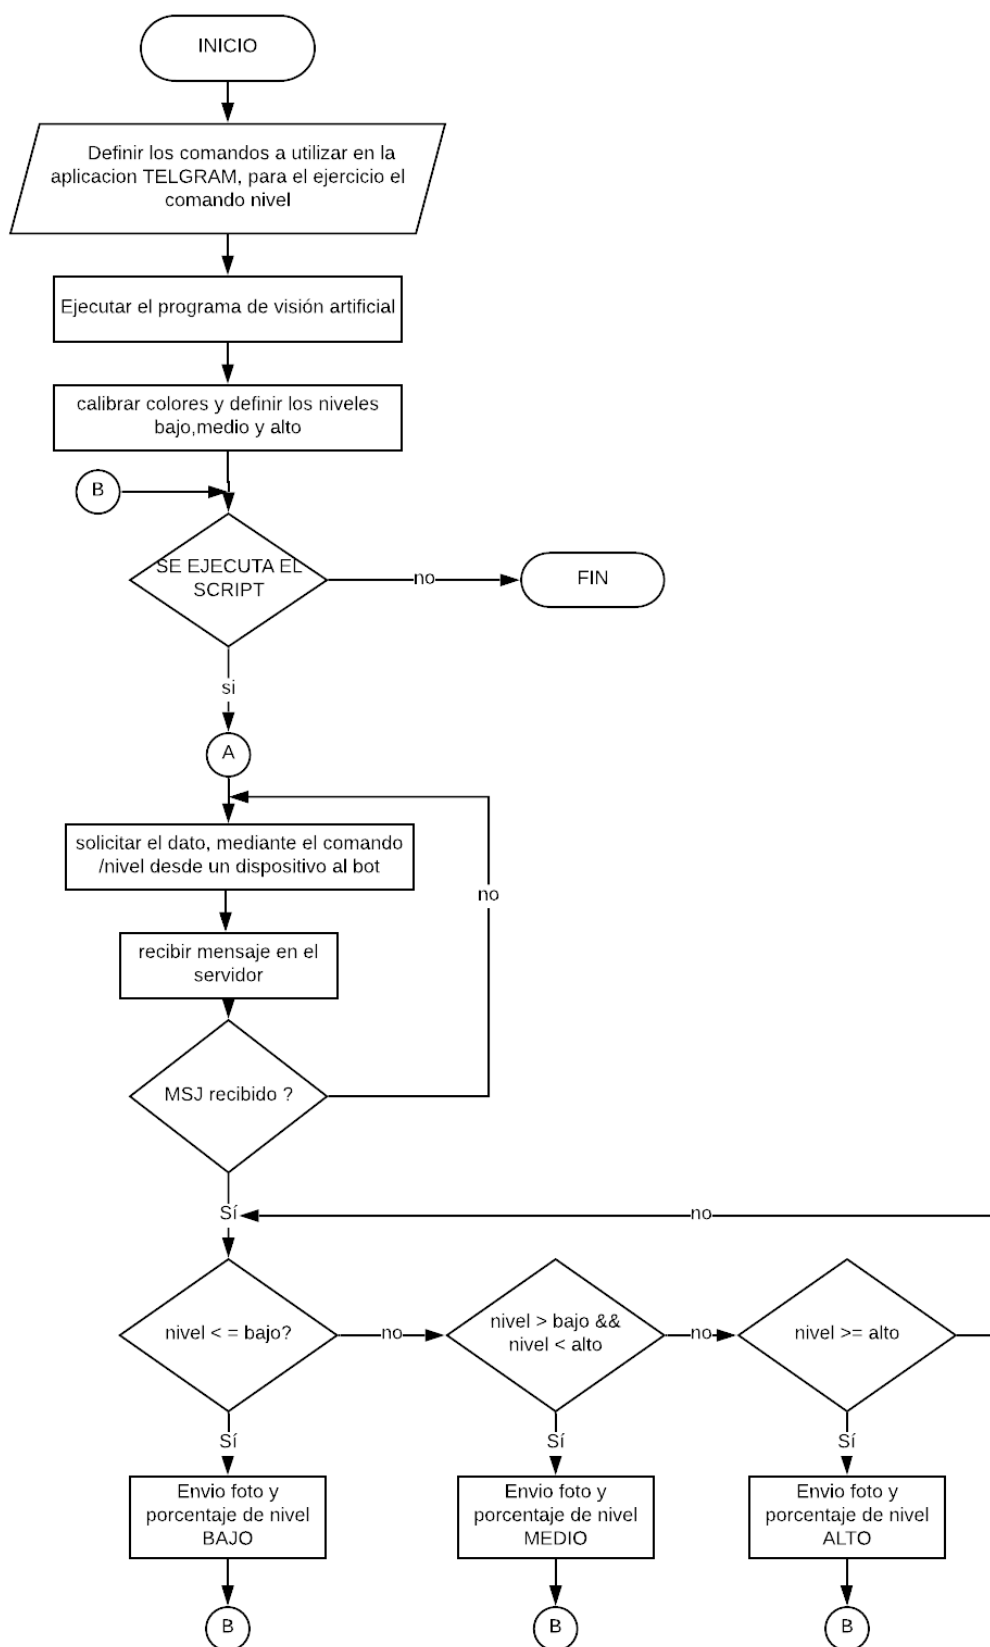 INICIO
Definir los comandos a utilizar en la
aplicacion TELGRAM, para el ejercicio el
comando nivel
Ejecutar el programa de visión artificial
calibrar colores y definir los niveles
bajo,medio y alto
B
SE EJECUTA EL
SCRIPT
no
FIN
si
A
solicitar el dato, mediante el comando
/nivel desde un dispositivo al bot
no
recibir mensaje en el
servidor
MSJ recibido ?
Sí
no
nivel < = bajo?
no
nivel > bajo &&
nivel < alto
no
nivel >= alto
Sí
Sí
Sí
Envio foto y
porcentaje de nivel
BAJO
Envio foto y
porcentaje de nivel
MEDIO
Envio foto y
porcentaje de nivel
ALTO
B
B
B